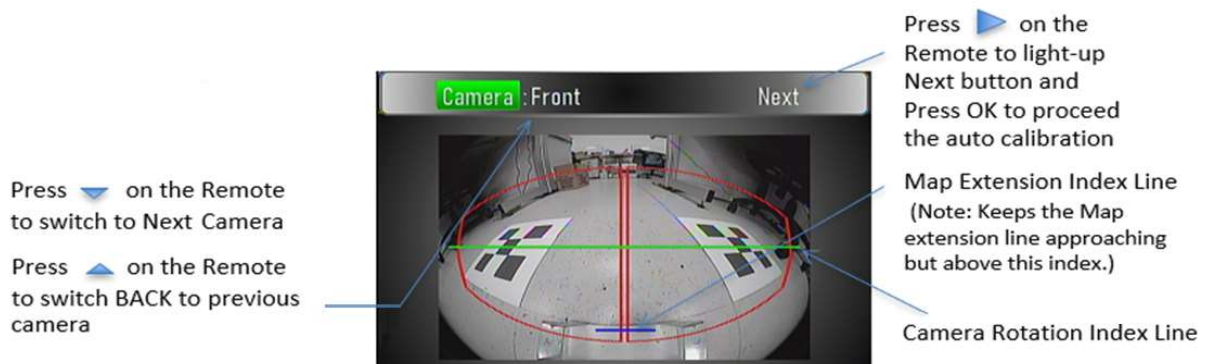 Press on the
Remote to light-up
Next button and
Press OK to proceed
the auto calibration
Camera : Front
Next
Press on the Remote
to switch to Next Camera
Press on the Remote
to switch BACK to previous
camera
Map Extension Index Line
(Note: Keeps the Map
extension line approaching
but above this index.)
Camera Rotation Index Line